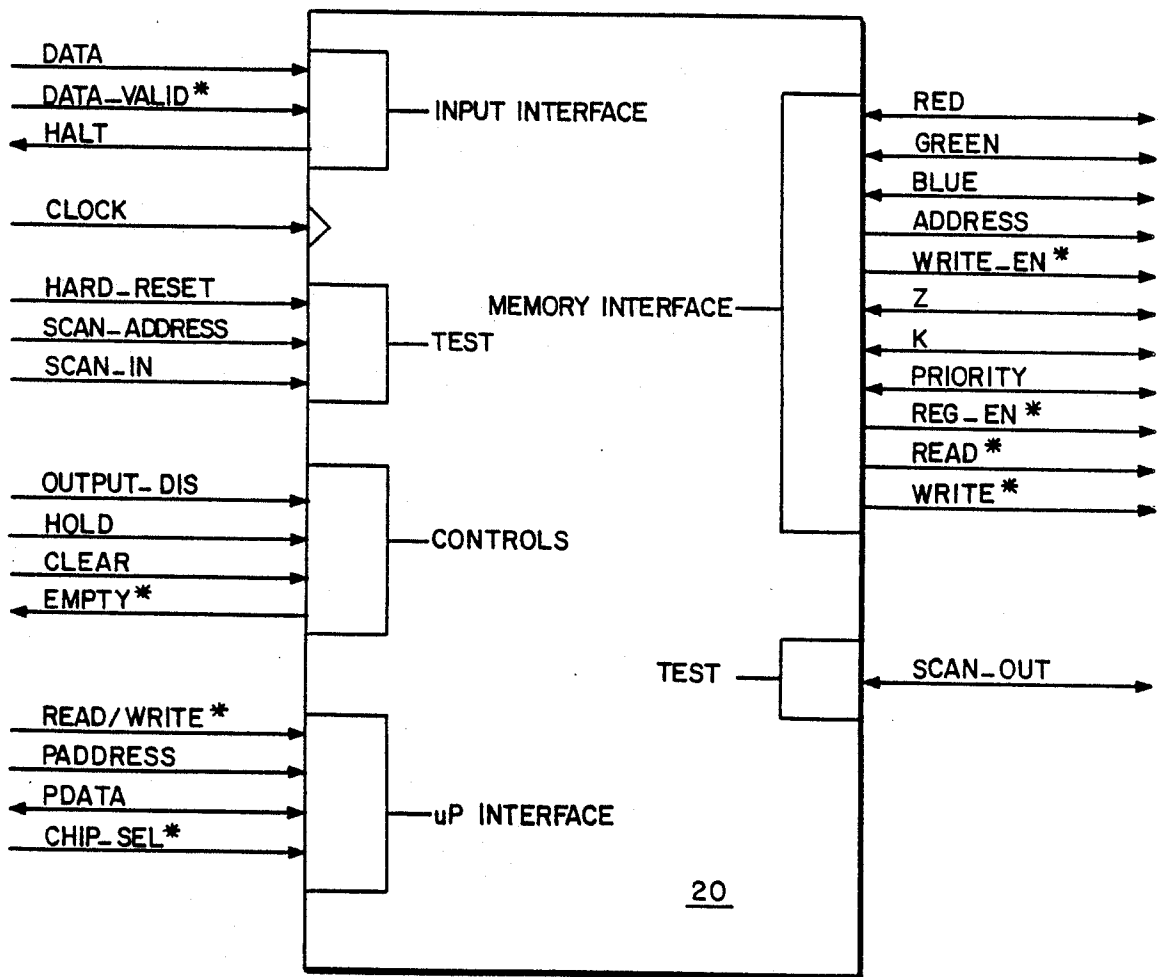 DATA
DATA_VALID*
HALT
INPUT INTERFACE
CLOCK
HARD_RESET
SCAN_ADDRESS
SCAN_IN
TEST
OUTPUT_DIS
HOLD
CLEAR
EMPTY*
CONTROLS
READ/WRITE*
PADDRESS
PDATA
CHIP_SEL*
uP INTERFACE
MEMORY INTERFACE
RED
GREEN
BLUE
ADDRESS
WRITE_EN*
Z
K
PRIORITY
REG_EN*
READ*
WRITE*
TEST
SCAN_OUT
20